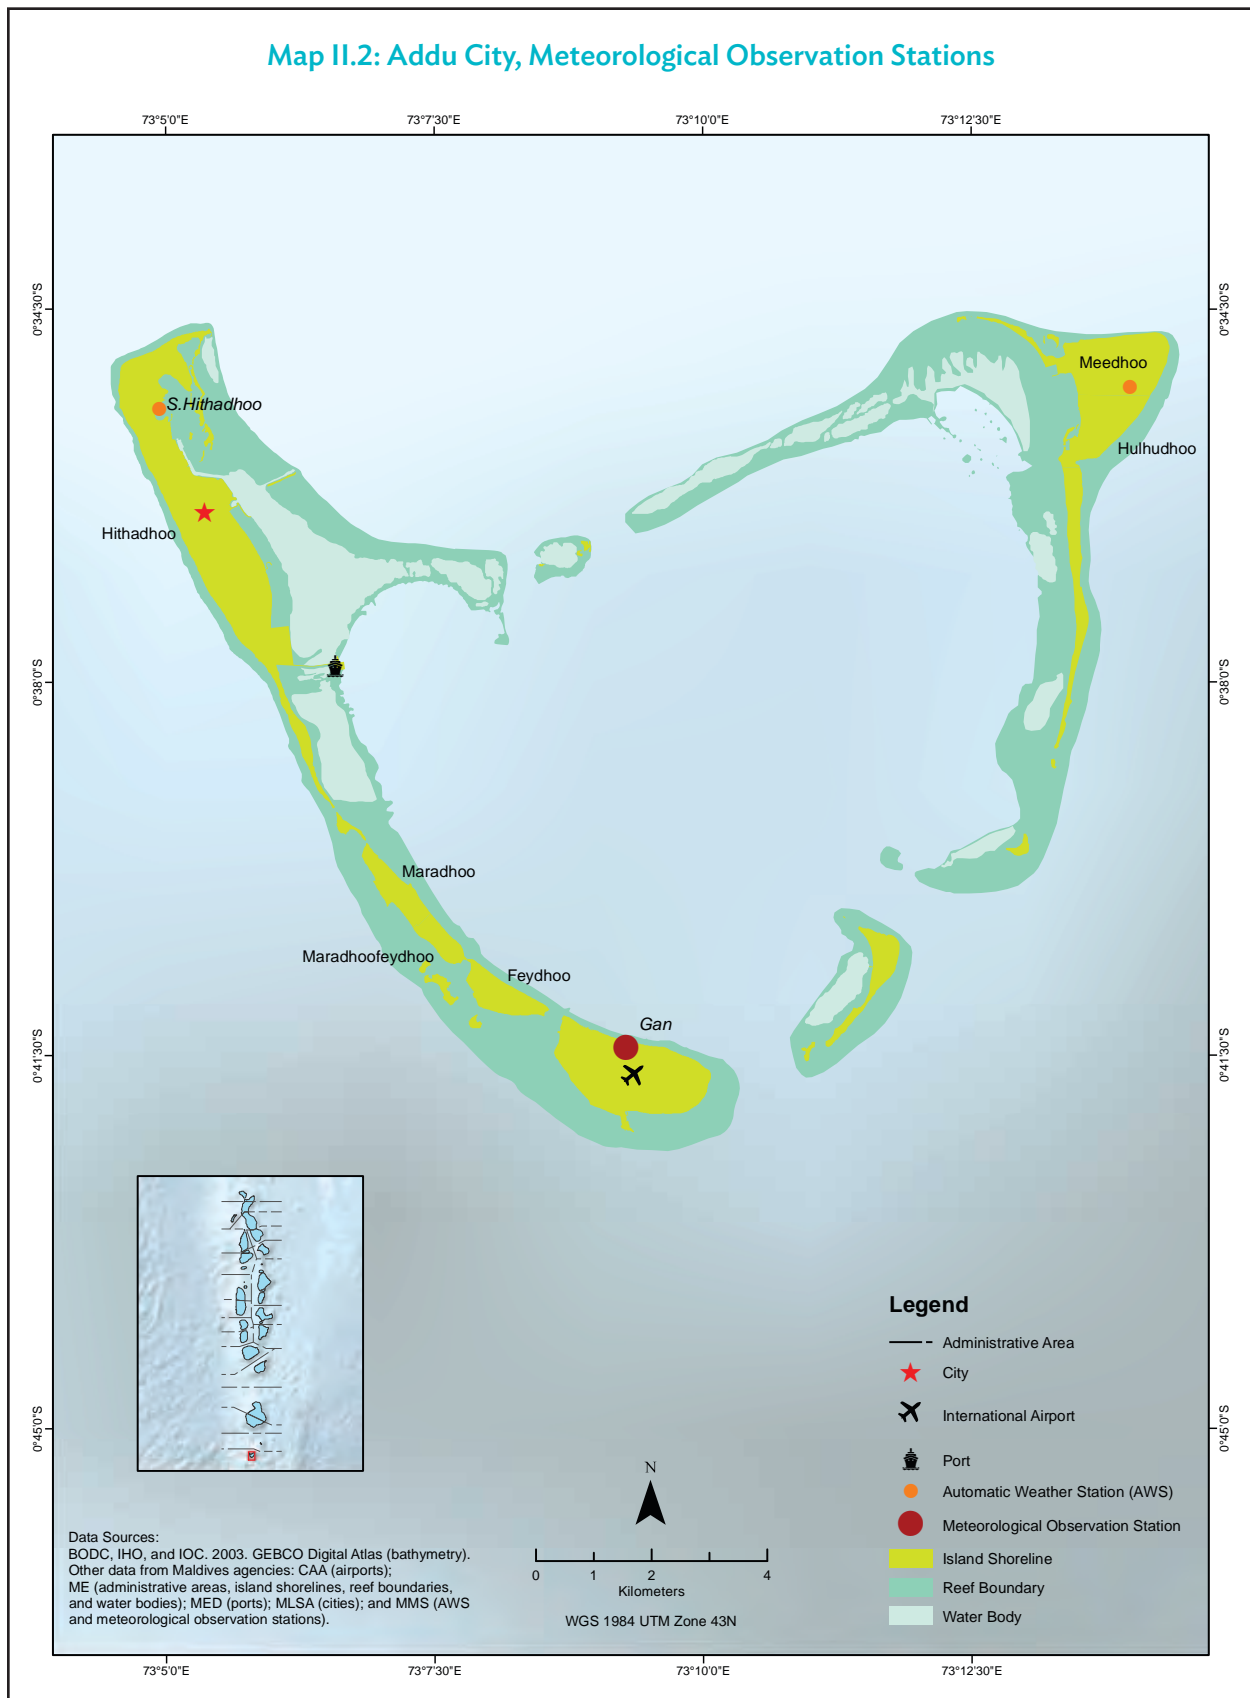 Map II.2: Addu City, Meteorological Observation Stations
73°5'0"E
73°7'30"E
73°10'0"E
73°12'30"E
0°34'30"S
0°34'30"S
Meedhoo
S.Hithadhoo
Hulhudhoo
Hithadhoo
0°38'0"S
0°38'0"S
Maradhoo
Maradhoofeydhoo
Feydhoo
Gan
0°41'30"S
0°41'30"S
Legend
Administrative Area
City
International Airport
0°45'0"S
0°45'0"S
Port
N
Automatic Weather Station (AWS)
Meteorological Observation Station
Island Shoreline
Reef Boundary
Water Body
Data Sources:
BODC, IHO, and IOC. 2003. GEBCO Digital Atlas (bathymetry).
Other data from Maldives agencies: CAA (airports);
ME (administrative areas, island shorelines, reef boundaries,
and water bodies); MED (ports); MLSA (cities); and MMS (AWS
and meteorological observation stations).
0 1 2 4
Kilometers
WGS 1984 UTM Zone 43N
73°5'0"E
73°7'30"E
73°10'0"E
73°12'30"E